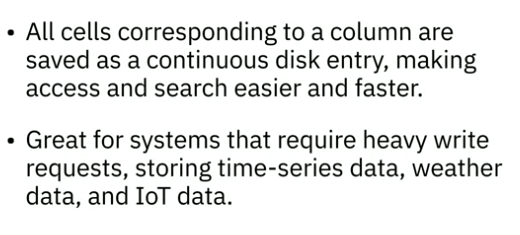 • All cells corresponding to a column are
saved as a continuous disk entry, making
access and search easier and faster.
• Great for systems that require heavy write
requests, storing time-series data, weather
data, and IoT data.